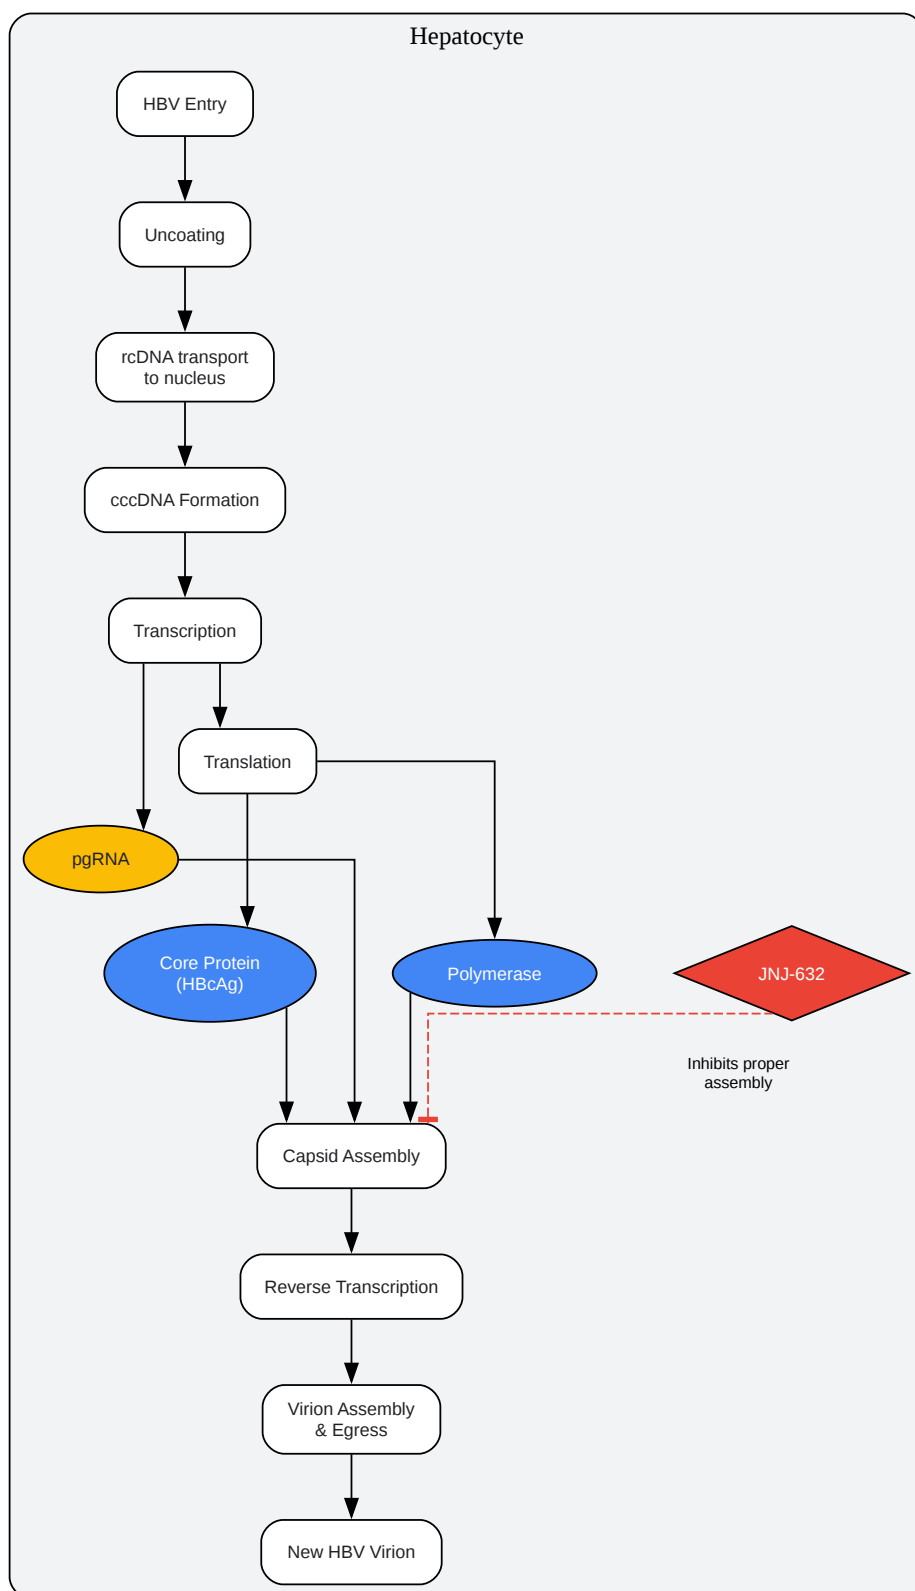 Hepatocyte
HBV Entry
Uncoating
rcDNA transport
to nucleus
cccDNA Formation
Transcription
Translation
pgRNA
Core Protein
(HBcAg)
Polymerase
JNJ-632
Inhibits proper
assembly
Capsid Assembly
Reverse Transcription
Virion Assembly
& Egress
New HBV Virion